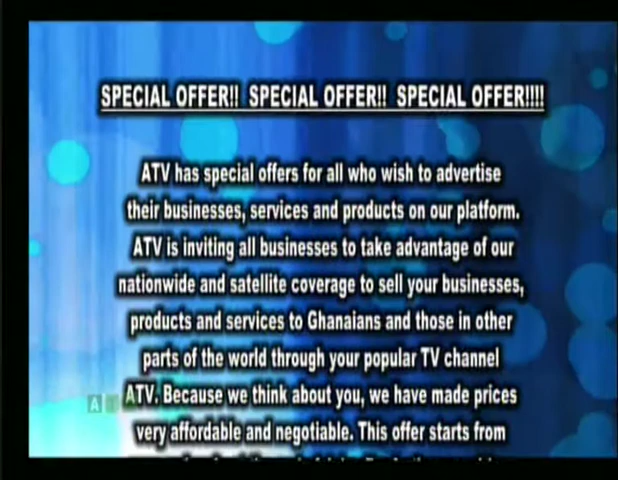 SPECIAL OFFER!! SPECIAL OFFER!! SPECIAL OFFER!!!!
ATV has special offers for all who wish to advertise
their businesses, services and products on our platform.
ATV is inviting all businesses to take advantage of our
nationwide and satellite coverage to sell your businesses,
products and services to Ghanaians and those in other
parts of the world through your popular TV channel
ATV. Because we think about you, we have made prices
very affordable and negotiable. This offer starts from
A